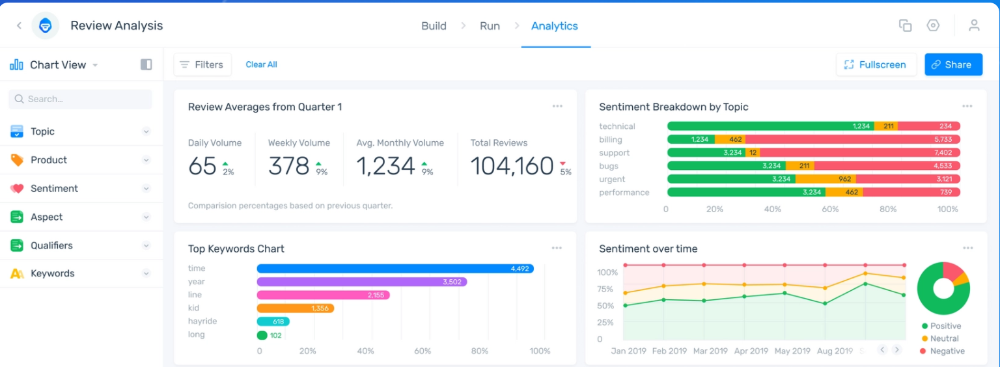 Review Analysis
Build
Run
Analytics
Chart View
Filters
Clear All
Fullscreen
Share
Search...
Topic
Product
Sentiment
Aspect
Qualifiers
Keywords
Review Averages from Quarter 1
Daily Volume
65
2%
Weekly Volume
378
9%
Avg. Monthly Volume
1,234
9%
Total Reviews
104,160
5%
Comparision percentages based on previous quarter.
Sentiment Breakdown by Topic
technical 1,234 211 234
billing 1,234 462 5,733
support 3,234 12 7,402
bugs 3,234 211 4,533
urgent 3,234 962 3,121
performance 3,234 462 739
0 20% 40% 60% 80% 100%
Top Keywords Chart
time 4,492
year 3,502
line 2,155
kid 1,356
hayride 618
long 102
0 20% 40% 60% 80% 100%
Sentiment over time
100%
75%
50%
25%
0
Jan 2019 Feb 2019 Mar 2019 Apr 2019 May 2019 Aug 2019 S
Positive
Neutral
Negative